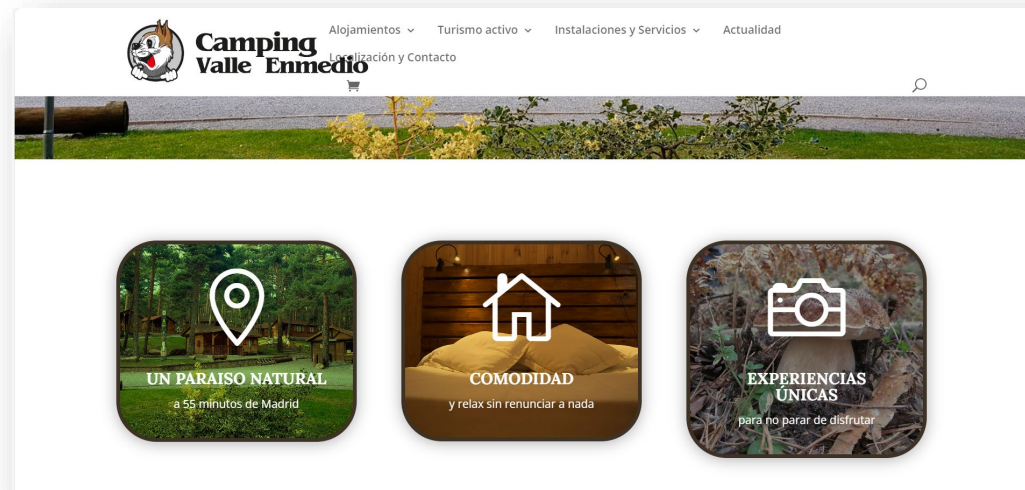 Camping
Valle Enmedio
Alojamientos
Turismo activo
Instalaciones y Servicios
Actualidad
Localización y Contacto
UN PARAISO NATURAL
a 55 minutos de Madrid
COMODIDAD
y relax sin renunciar a nada
EXPERIENCIAS
ÚNICAS
para no parar de disfrutar